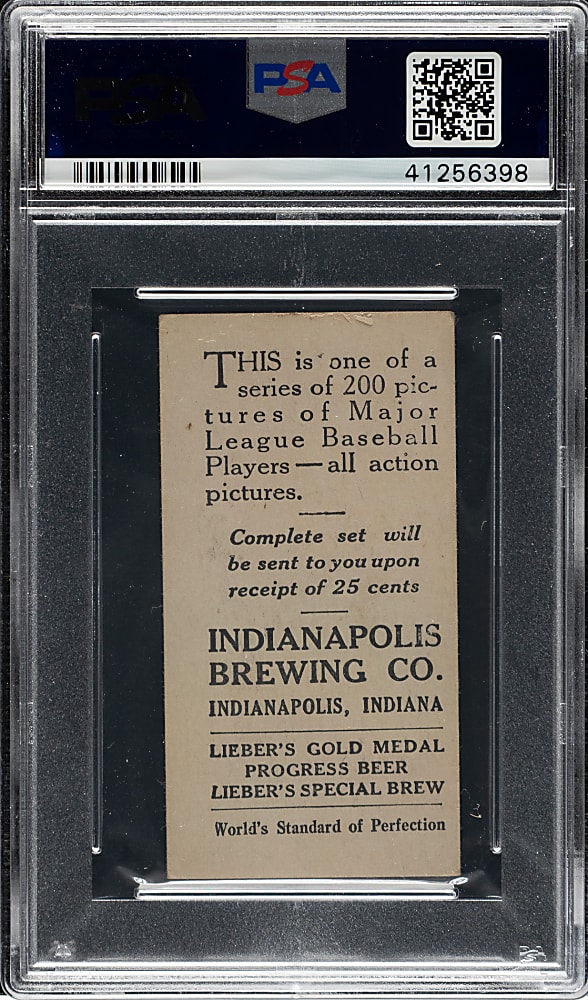 PSA
PSA
41256398
THIS is one of a
series of 200 pic-
tures of Major
League Baseball
Players — all action
pictures.
Complete set will
be sent to you upon
receipt of 25 cents
INDIANAPOLIS
BREWING CO.
INDIANAPOLIS, INDIANA
LIEBER'S GOLD MEDAL
PROGRESS BEER
LIEBER'S SPECIAL BREW
World's Standard of Perfection